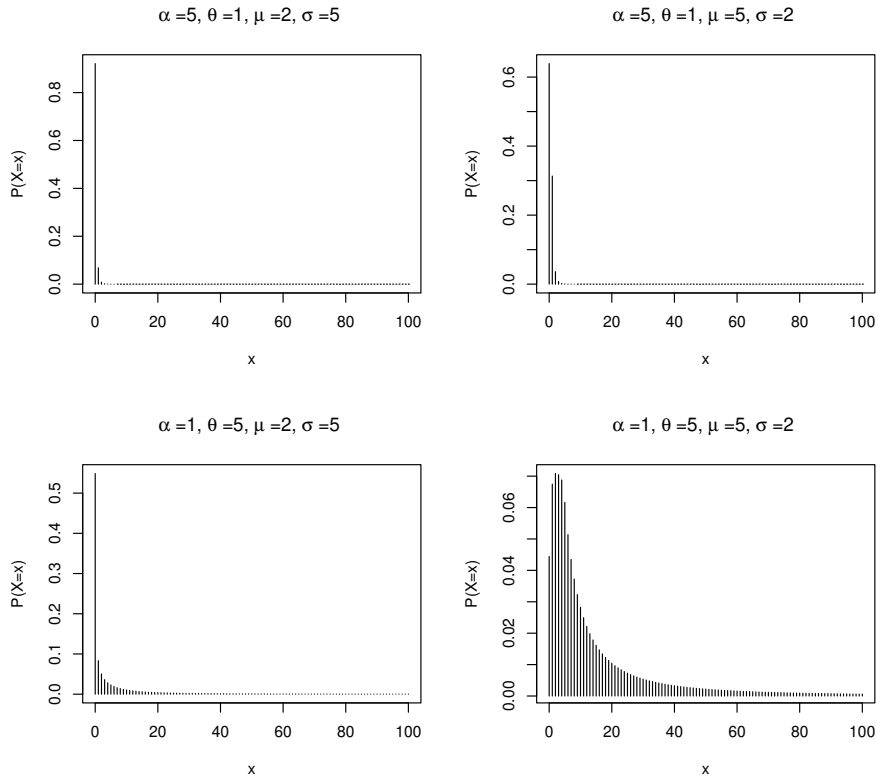 α =5, θ =1, μ =2, σ =5
P(X=x)
0.0 0.2 0.4 0.6 0.8
0 20 40 60 80 100
x
α =5, θ =1, μ =5, σ =2
P(X=x)
0.0 0.2 0.4 0.6
0 20 40 60 80 100
x
α =1, θ =5, μ =2, σ =5
P(X=x)
0.0 0.1 0.2 0.3 0.4 0.5
0 20 40 60 80 100
x
α =1, θ =5, μ =5, σ =2
P(X=x)
0.00 0.02 0.04 0.06
0 20 40 60 80 100
x